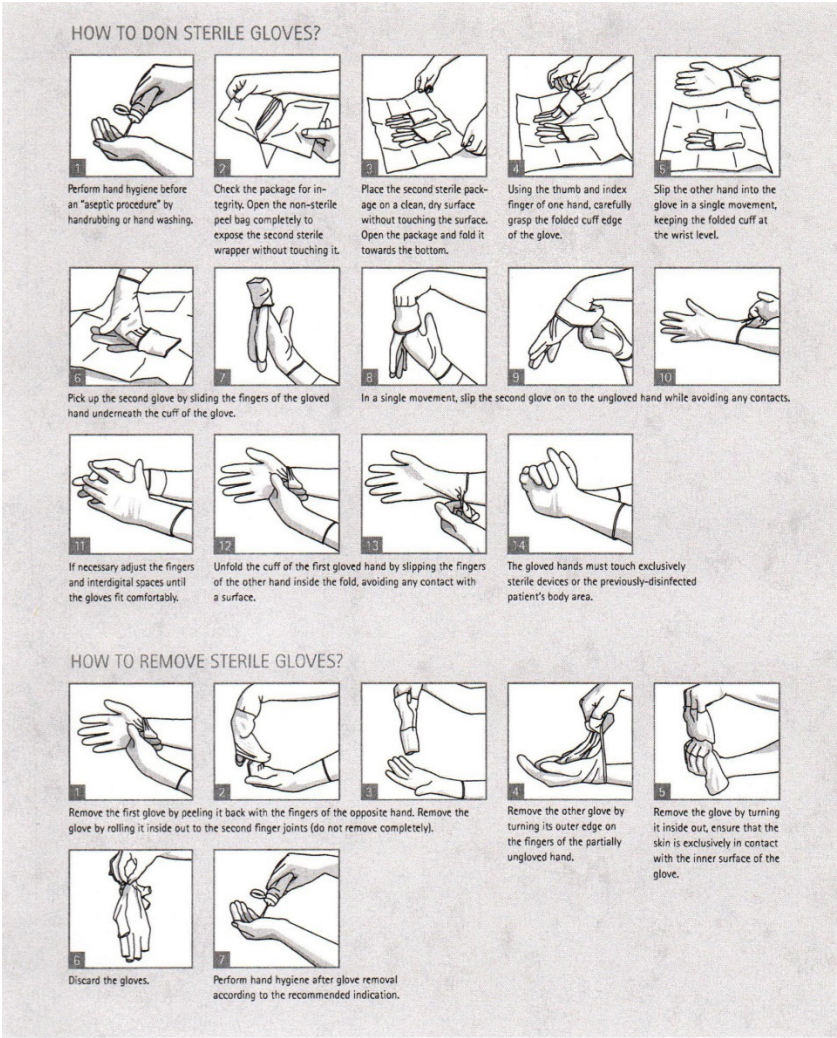 HOW TO DON STERILE GLOVES?
1
Perform hand hygiene before
an "aseptic procedure" by
handrubbing or hand washing.
2
Check the package for in-
tegrity. Open the non-sterile
peel bag completely to
expose the second sterile
wrapper without touching it.
3
Place the second sterile pack-
age on a clean, dry surface
without touching the surface.
Open the package and fold it
towards the bottom.
4
Using the thumb and index
finger of one hand, carefully
grasp the folded cuff edge
of the glove.
5
Slip the other hand into the
glove in a single movement,
keeping the folded cuff at
the wrist level.
6
7
Pick up the second glove by sliding the fingers of the gloved
hand underneath the cuff of the glove.
8
9
10
In a single movement, slip the second glove on to the ungloved hand while avoiding any contacts.
11
If necessary adjust the fingers
and interdigital spaces until
the gloves fit comfortably.
12
13
Unfold the cuff of the first gloved hand by slipping the fingers
of the other hand inside the fold, avoiding any contact with
a surface.
14
The gloved hands must touch exclusively
sterile devices or the previously-disinfected
patient's body area.
HOW TO REMOVE STERILE GLOVES?
1
2
3
Remove the first glove by peeling it back with the fingers of the opposite hand. Remove the
glove by rolling it inside out to the second finger joints (do not remove completely).
4
Remove the other glove by
turning its outer edge on
the fingers of the partially
ungloved hand.
5
Remove the glove by turning
it inside out, ensure that the
skin is exclusively in contact
with the inner surface of the
glove.
6
Discard the gloves.
7
Perform hand hygiene after glove removal
according to the recommended indication.